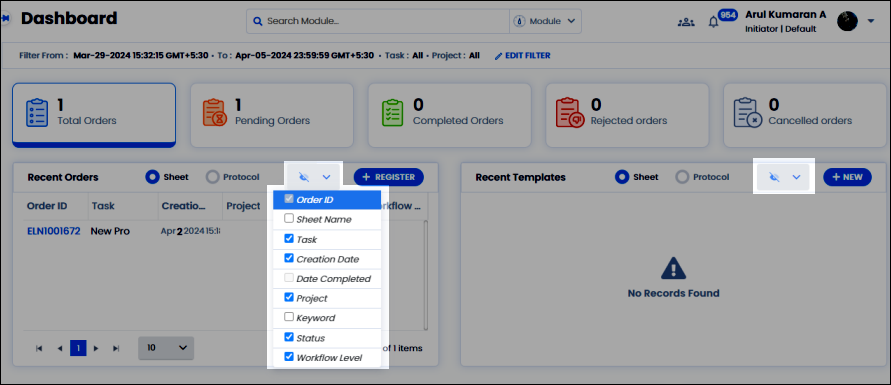 Dashboard
Search Module..
Module
954
Arul Kumaran A
Initiator | Default
Filter From : Mar-29-2024 15:32:15 GMT+5:30 • To : Apr-05-2024 23:59:59 GMT+5:30 • Task : All • Project : All
EDIT FILTER
1
Total Orders
1
Pending Orders
0
Completed Orders
0
Rejected orders
0
Cancelled orders
Recent Orders
Sheet
Protocol
+ REGISTER
Order ID Task Creatio... Project rkflow ...
ELN1001672 New Pro Apr 2 2024 15:18
Order ID
Sheet Name
Task
Creation Date
Date Completed
Project
Keyword
Status
Workflow Level
1
10
of 1 items
Recent Templates
Sheet
Protocol
+ NEW
No Records Found